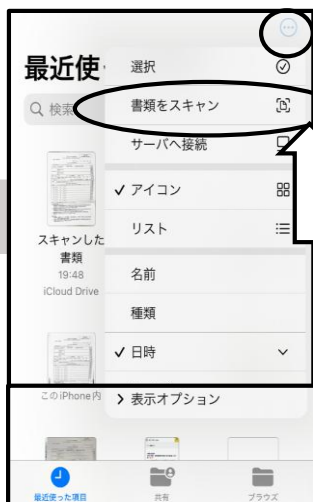 最近使
検索
選択
書類をスキャン
サーバへ接続
アイコン
リスト
名前
種類
日時
表示オプション
スキャンした
書類
19:48
iCloud Drive
このiPhone内
最近使った項目
共有
ブラウズ